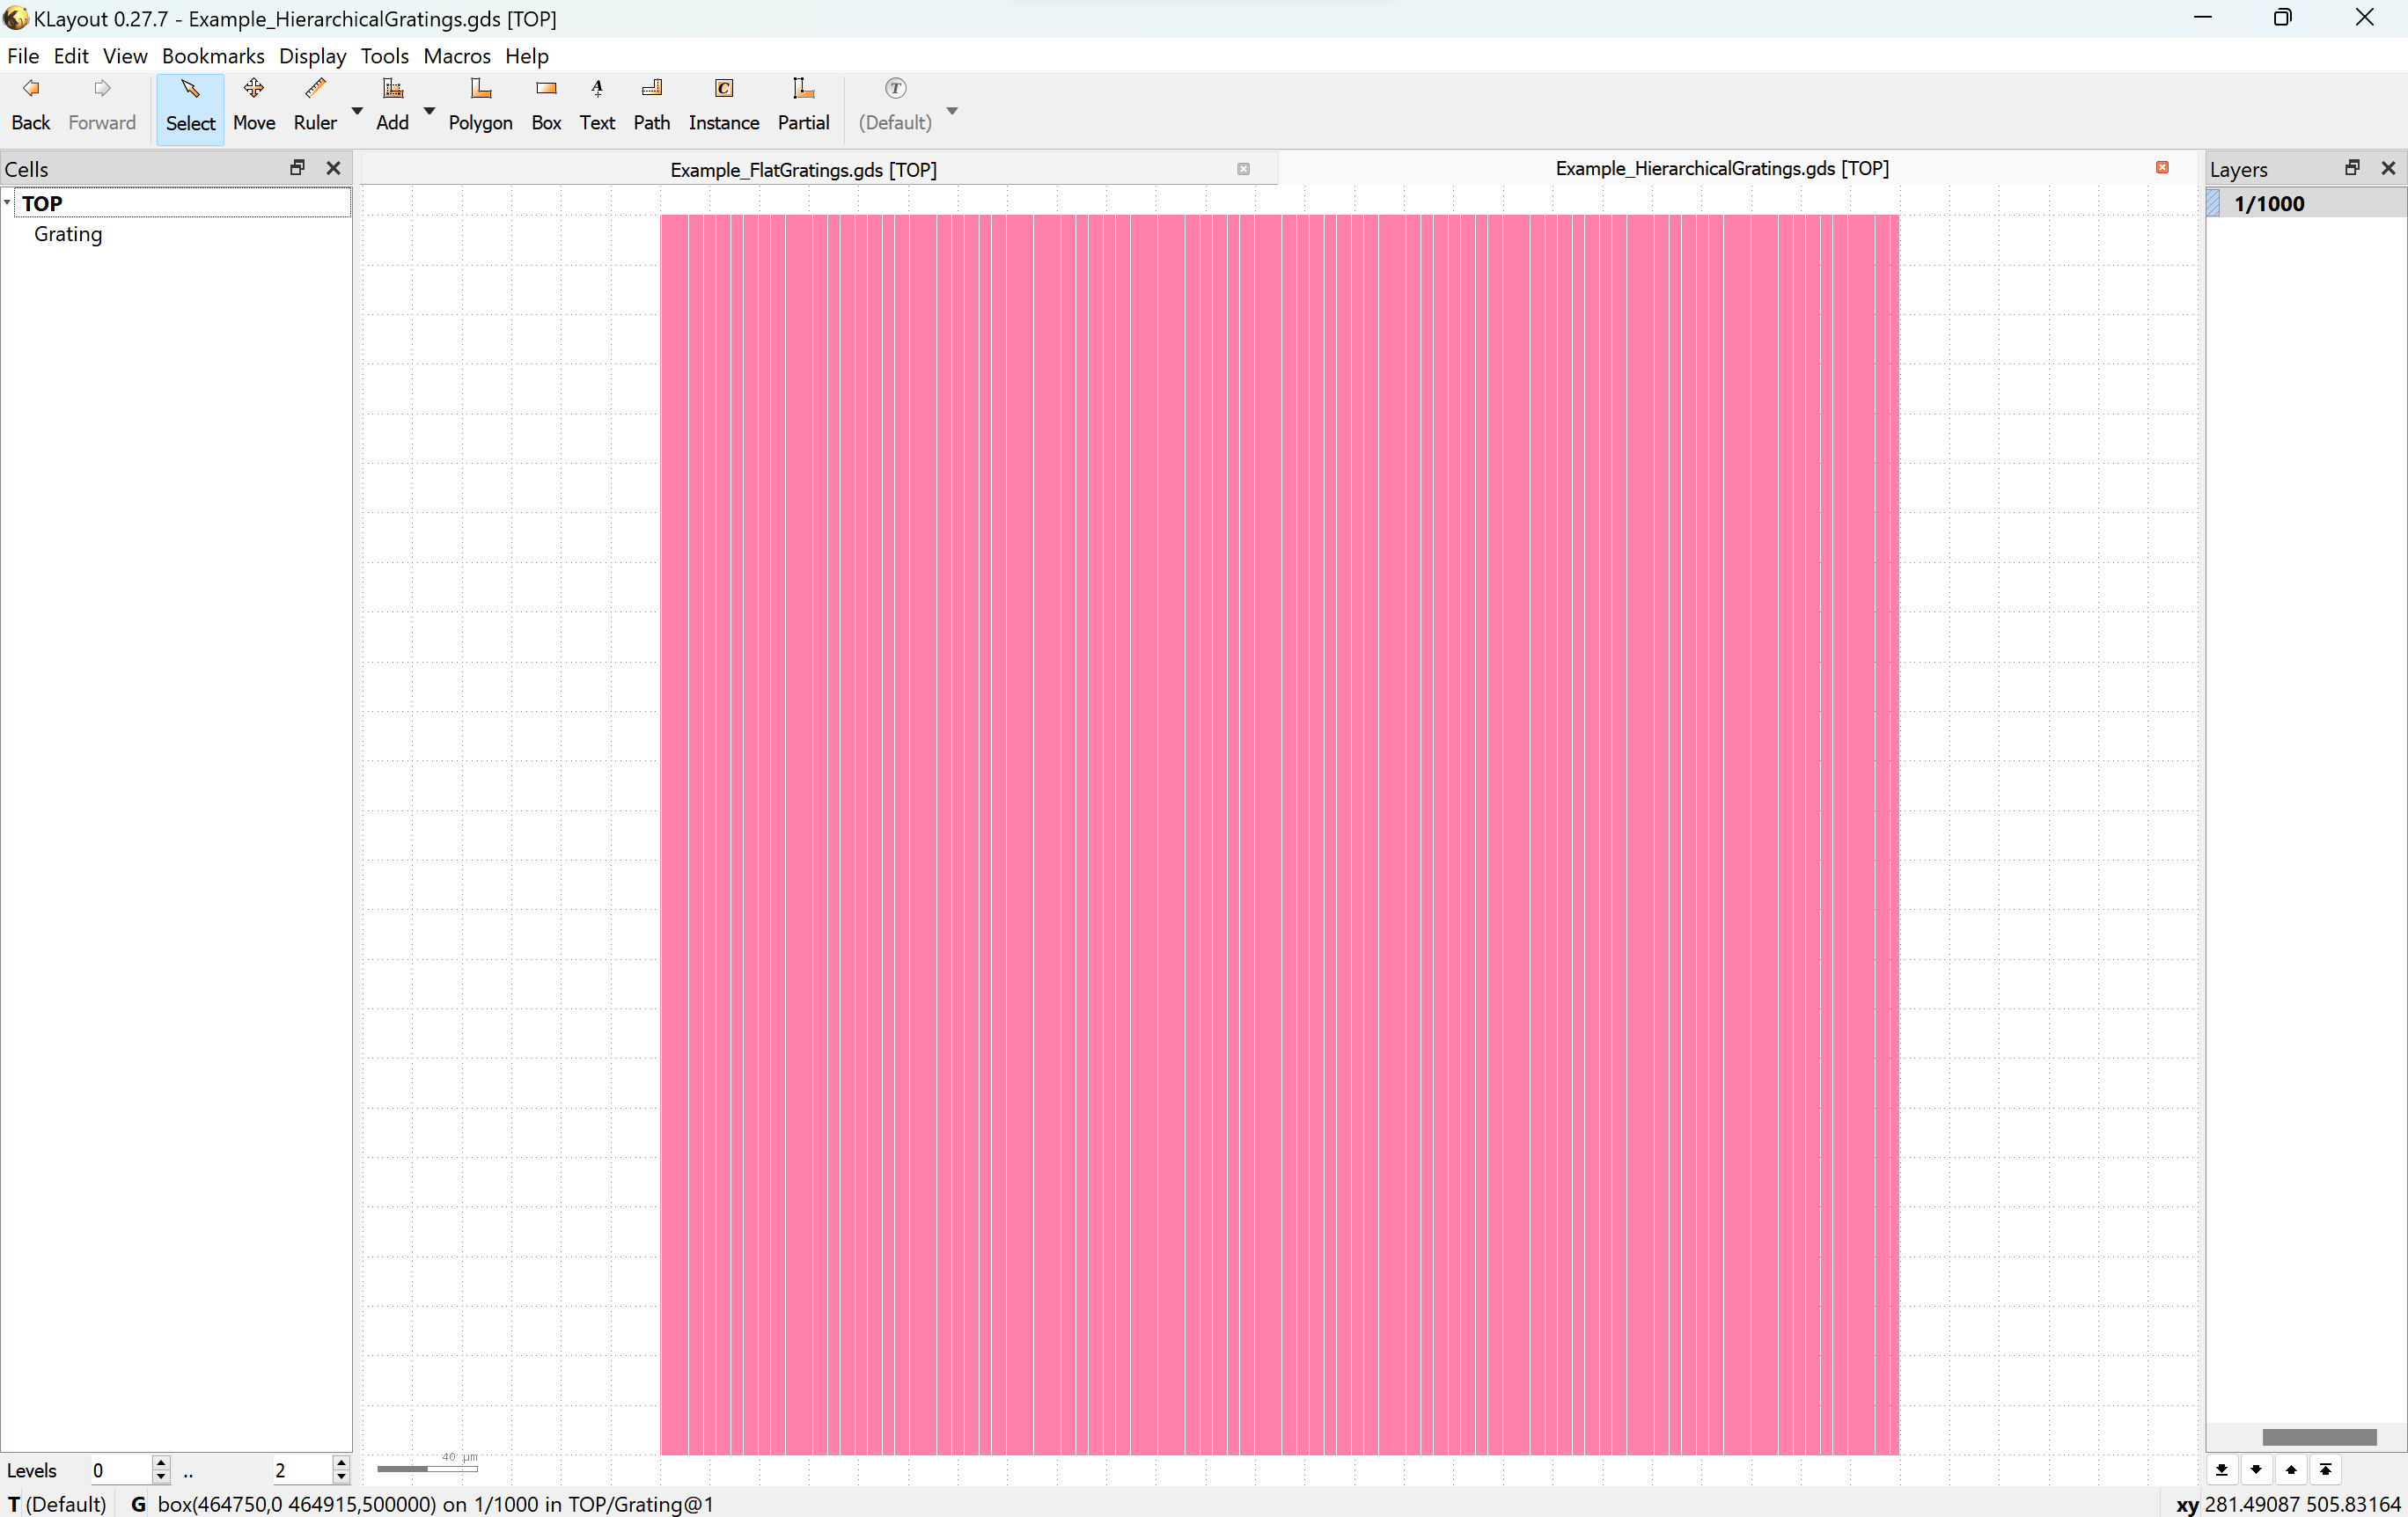 KLayout 0.27.7 - Example_HierarchicalGratings.gds [TOP]
File Edit View Bookmarks Display Tools Macros Help
Back Forward Select Move Ruler Add Polygon Box Text Path Instance Partial (Default)
Cells
Example_FlatGratings.gds [TOP]
Example_HierarchicalGratings.gds [TOP]
Layers
TOP
1/1000
Grating
40 µm
Levels 0 .. 2
T (Default) G box(464750,0 464915,500000) on 1/1000 in TOP/Grating@1
xy 281.49087 505.83164